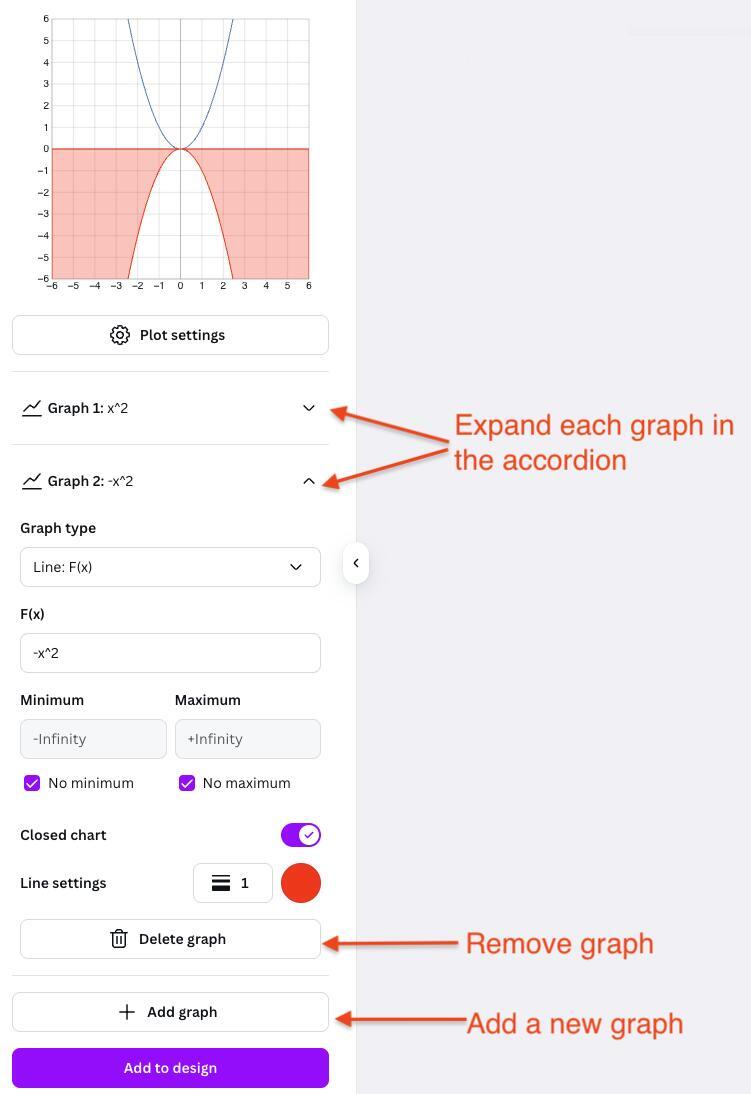 6
5
4
3
2
1
0
−1
−2
−3
−4
−5
−6
−6 −5 −4 −3 −2 −1 0 1 2 3 4 5 6
Plot settings
Graph 1: x^2
Expand each graph in
the accordion
Graph 2: -x^2
Graph type
Line: F(x)
F(x)
-x^2
Minimum Maximum
-Infinity +Infinity
No minimum No maximum
Closed chart
Line settings 1
Delete graph
Remove graph
Add graph
Add a new graph
Add to design